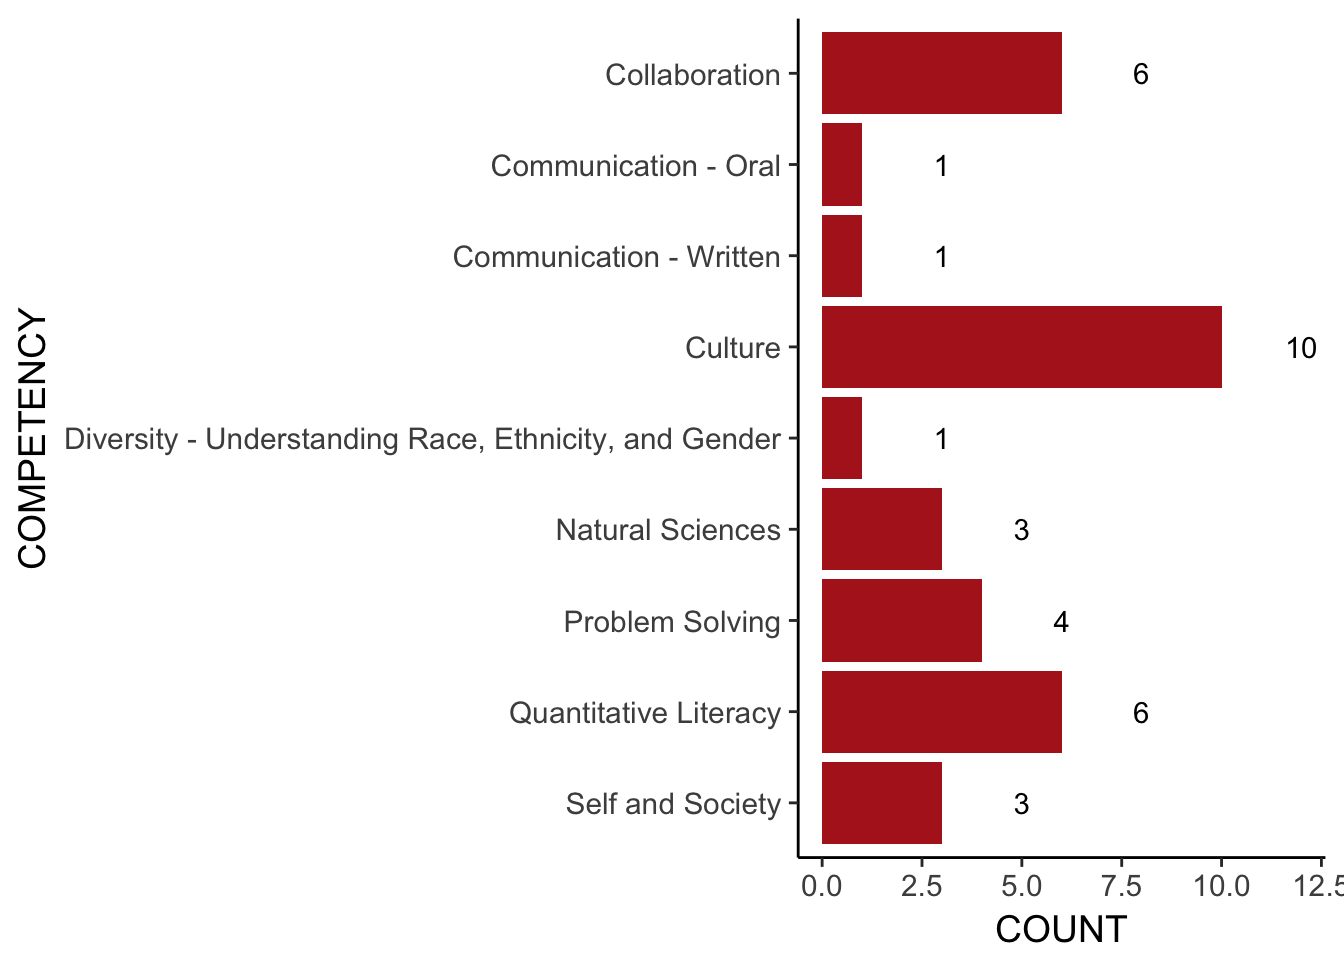 Collaboration 6
Communication - Oral 1
Communication - Written 1
Culture 10
Diversity - Understanding Race, Ethnicity, and Gender 1
Natural Sciences 3
Problem Solving 4
Quantitative Literacy 6
Self and Society 3
COMPETENCY
0.0 2.5 5.0 7.5 10.0 12.5
COUNT